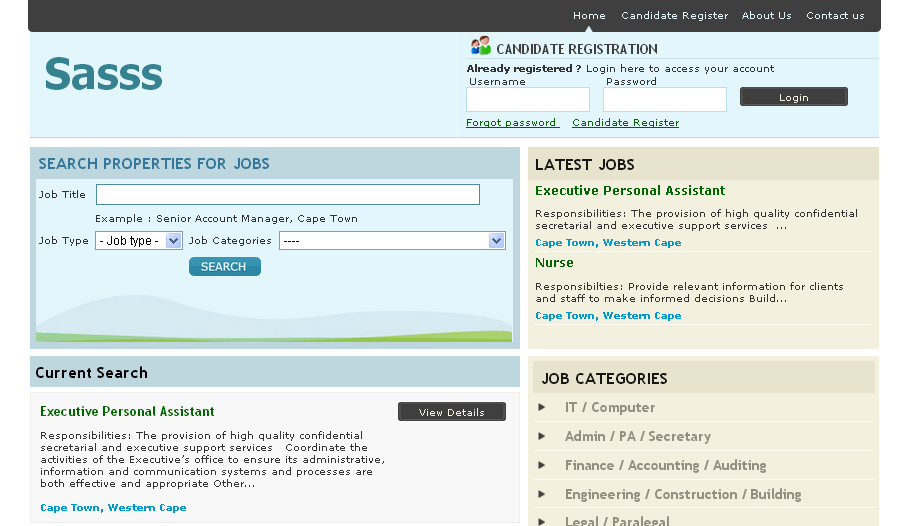 Home Candidate Register About Us Contact us
Sasss
CANDIDATE REGISTRATION
Already registered ? Login here to access your account
Username Password
Login
Forgot password Candidate Register
SEARCH PROPERTIES FOR JOBS
Job Title
Example : Senior Account Manager, Cape Town
Job Type - Job type - Job Categories ----
SEARCH
LATEST JOBS
Executive Personal Assistant
Responsibilities: The provision of high quality confidential
secretarial and executive support services ...
Cape Town, Western Cape
Nurse
Responsibilties: Provide relevant information for clients
and staff to make informed decisions Build...
Cape Town, Western Cape
Current Search
Executive Personal Assistant
View Details
Responsibilities: The provision of high quality confidential
secretarial and executive support services Coordinate the
activities of the Executive's office to ensure its administrative,
information and communication systems and processes are
both effective and appropriate Other...
Cape Town, Western Cape
JOB CATEGORIES
IT / Computer
Admin / PA / Secretary
Finance / Accounting / Auditing
Engineering / Construction / Building
Legal / Paralegal